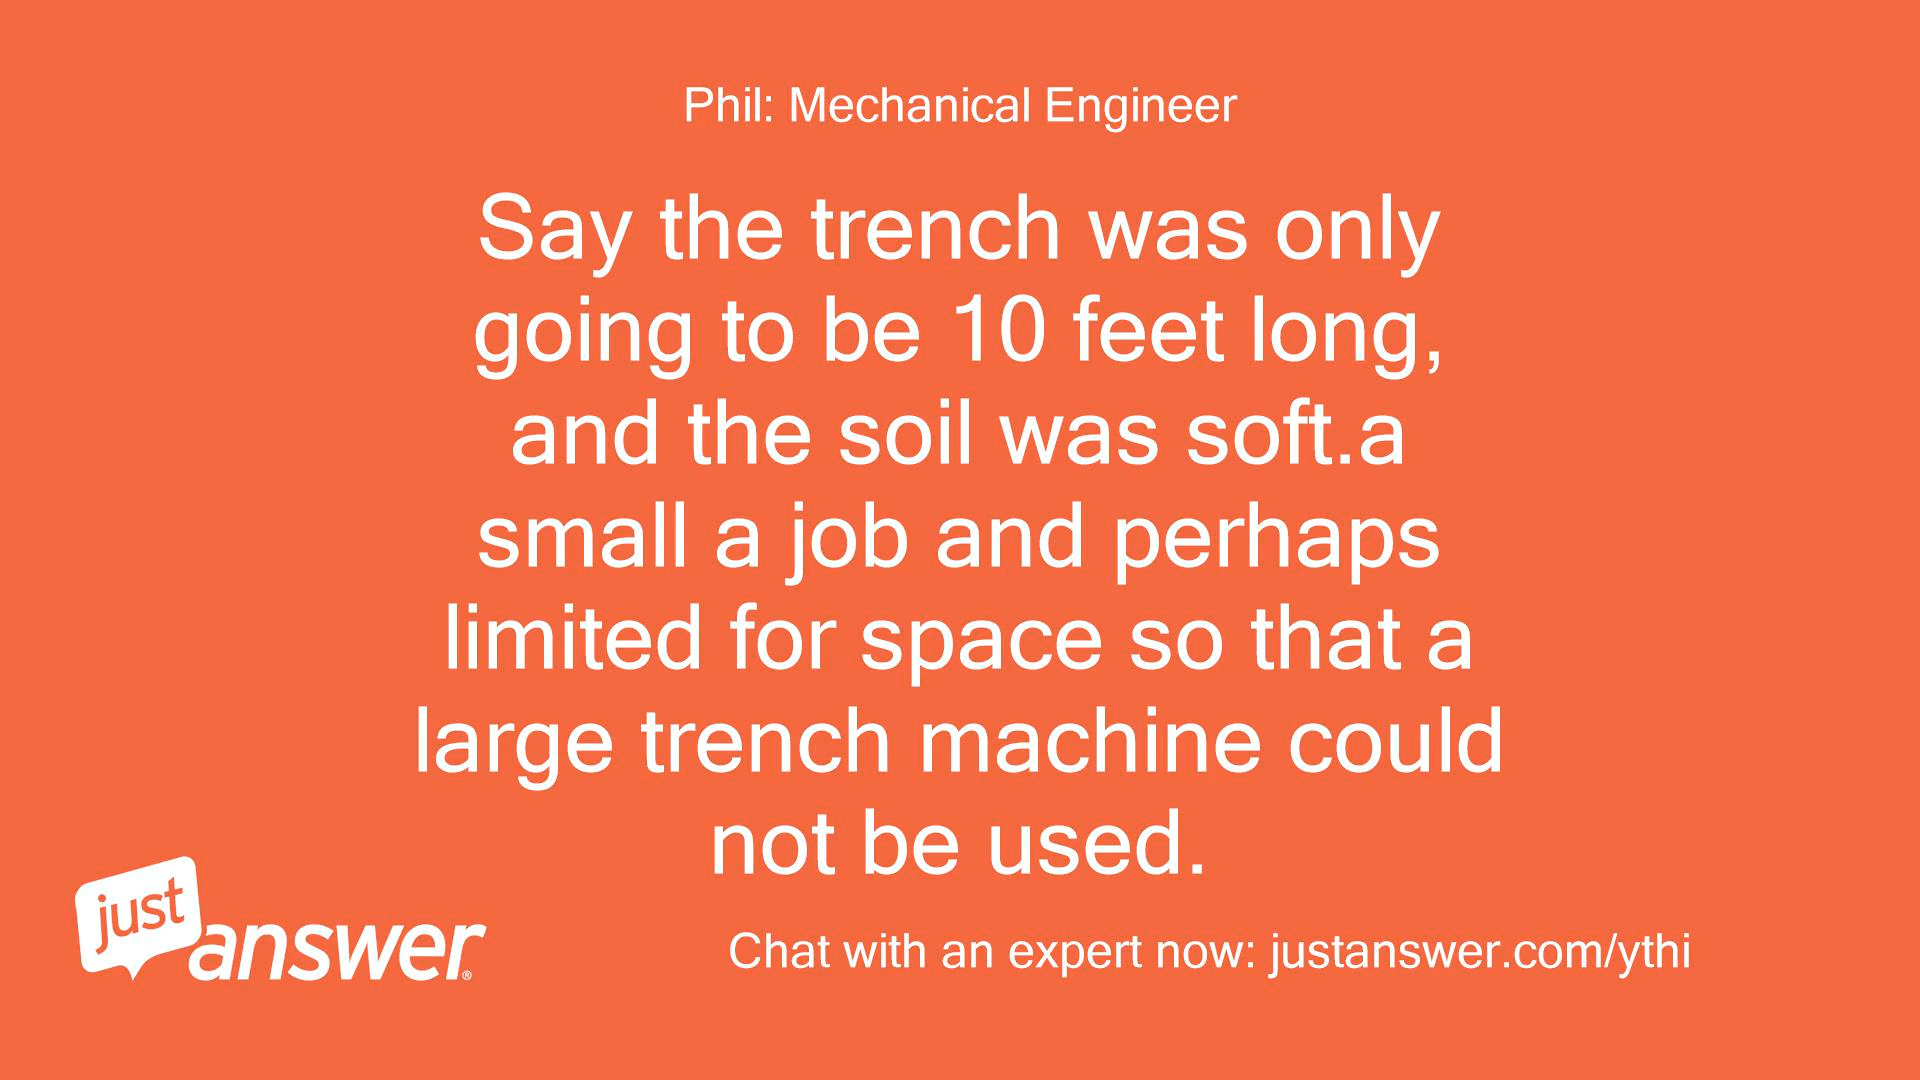 Phil: Mechanical Engineer
Say the trench was only
going to be 10 feet long,
and the soil was soft.a
small a job and perhaps
limited for space so that a
large trench machine could
not be used.
just
answer®
Chat with an expert now: justanswer.com/ythi